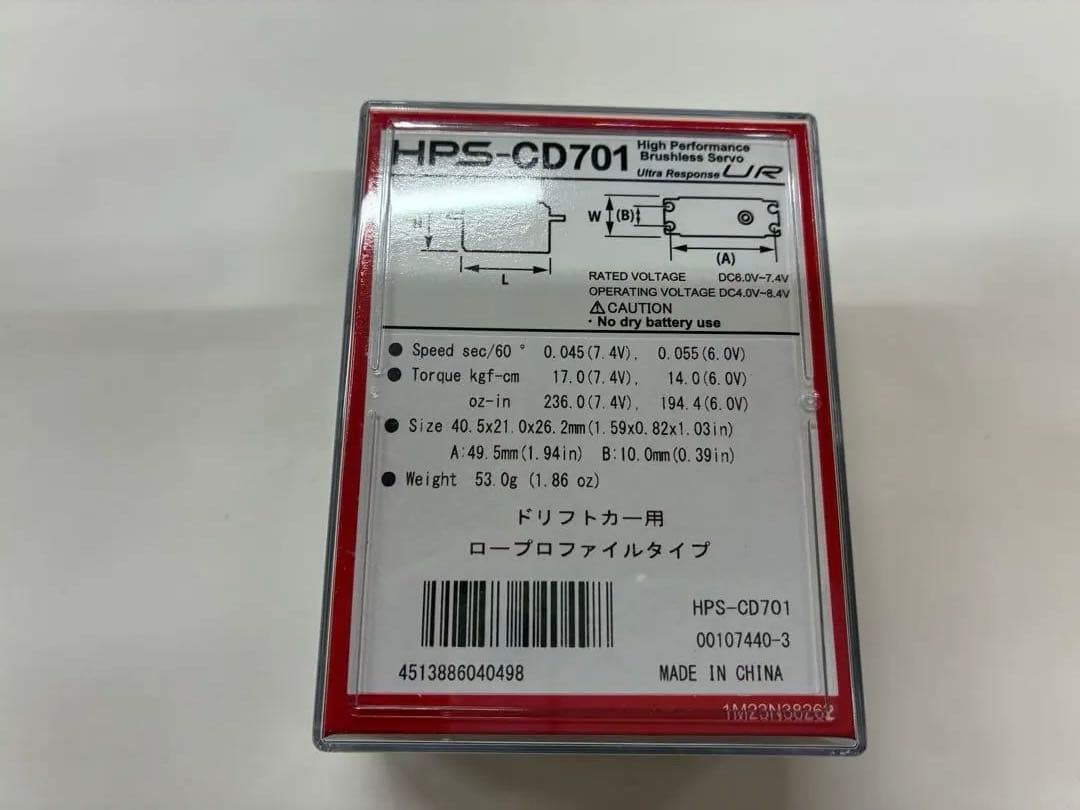 HPS-CD701
High Performance
Brushless Servo
Ultra Response UR
H
L
W
(B)
(A)
RATED VOLTAGE DC6.0V~7.4V
OPERATING VOLTAGE DC4.0V~8.4V
⚠CAUTION
・No dry battery use
● Speed sec/60° 0.045(7.4V), 0.055(6.0V)
● Torque kgf-cm 17.0(7.4V), 14.0(6.0V)
oz-in 236.0(7.4V), 194.4(6.0V)
● Size 40.5x21.0x26.2mm(1.59x0.82x1.03in)
A:49.5mm(1.94in) B:10.0mm(0.39in)
● Weight 53.0g (1.86 oz)
ドリフトカー用
ロープロファイルタイプ
HPS-CD701
00107440-3
4513886040498
MADE IN CHINA
1M23N38262